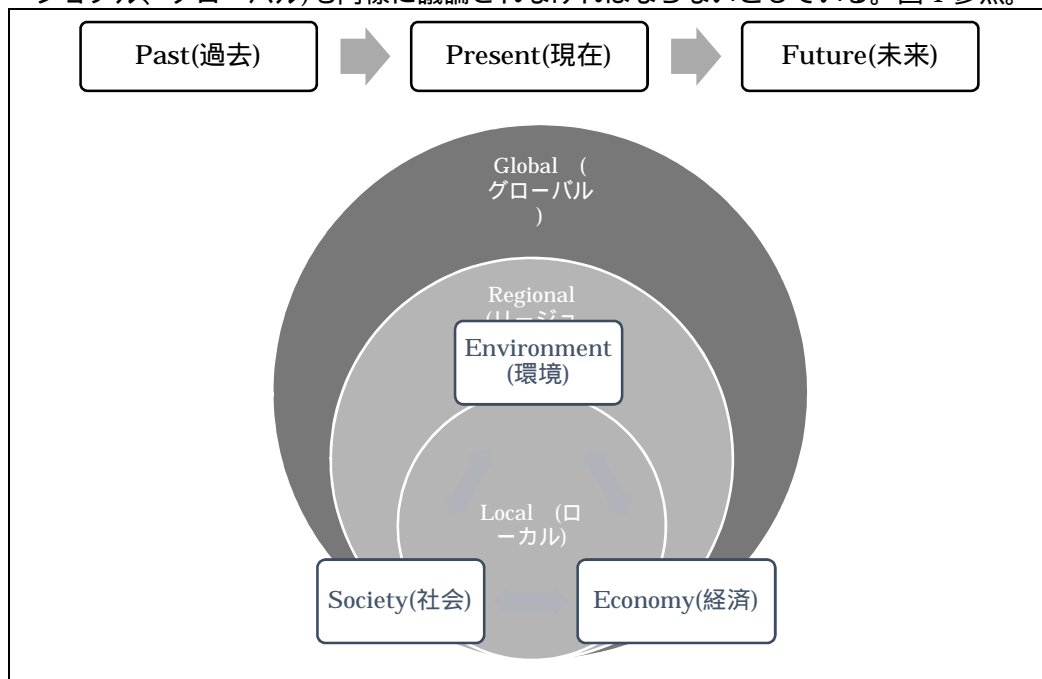 Past(過去)
Present(現在)
Future(未来)
Global (
グローバル
)
Regional
Environment
(環境)
Local (ロ
ーカル)
Society(社会)
Economy(経済)